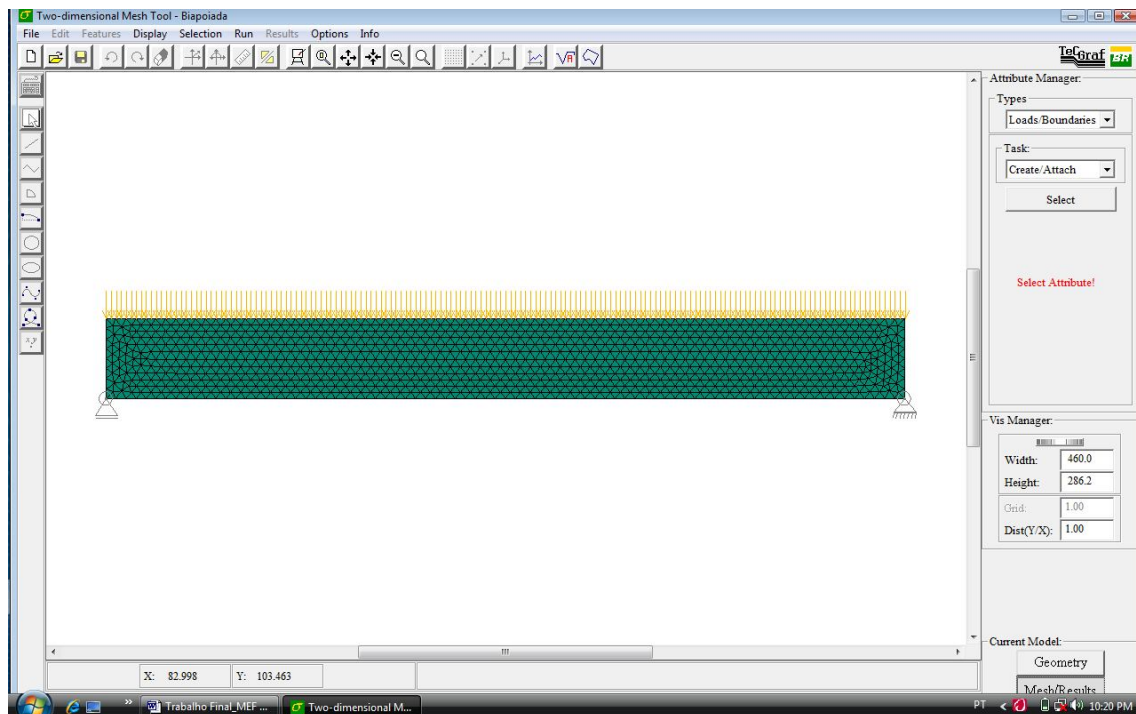 Two-dimensional Mesh Tool - Biapoiada
File Edit Features Display Selection Run Results Options Info
TeCGraf BR
Attribute Manager:
Types
Loads/Boundaries
Task:
Create/Attach
Select
Select Attribute!
Vis Manager:
Width: 460.0
Height: 286.2
Grid: 1.00
Dist(Y/X): 1.00
Current Model:
Geometry
Mesh/Results
X: 82.998 Y: 103.463
» Trabalho Final_MEF ... Two-dimensional M... PT < 10:20 PM